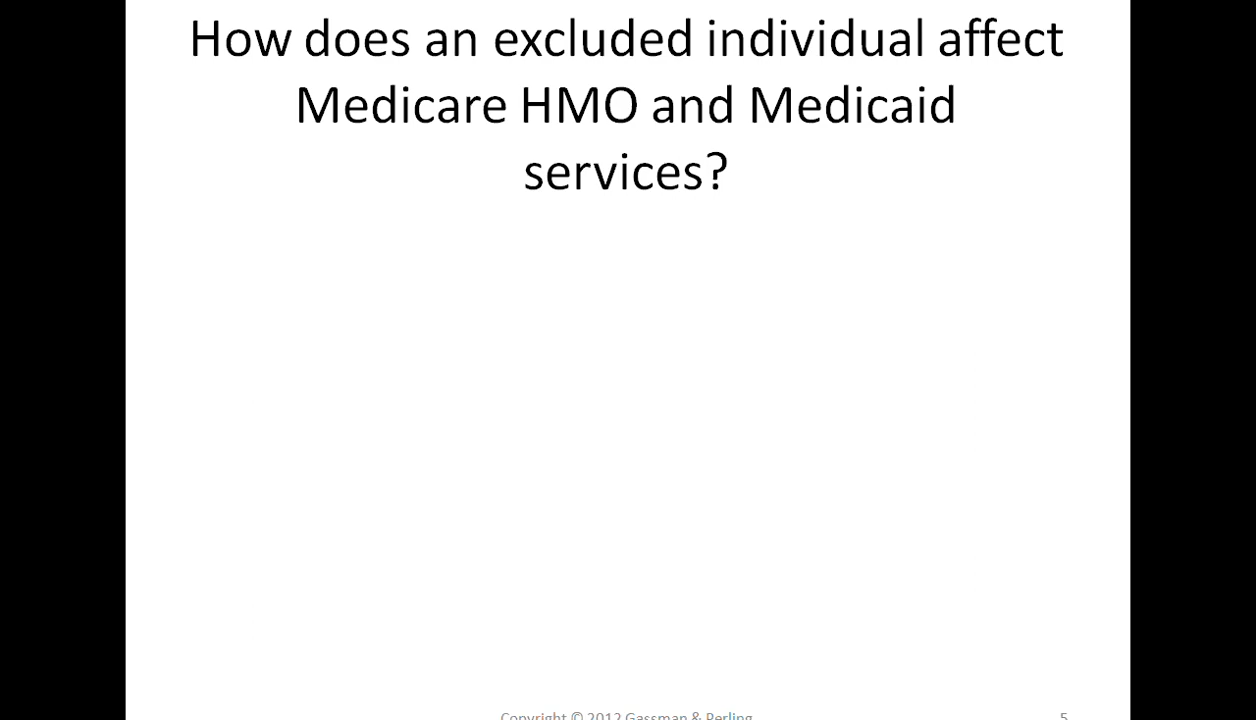 How does an excluded individual affect
Medicare HMO and Medicaid
services?
Copyright © 2012 Gassman & Perling
5